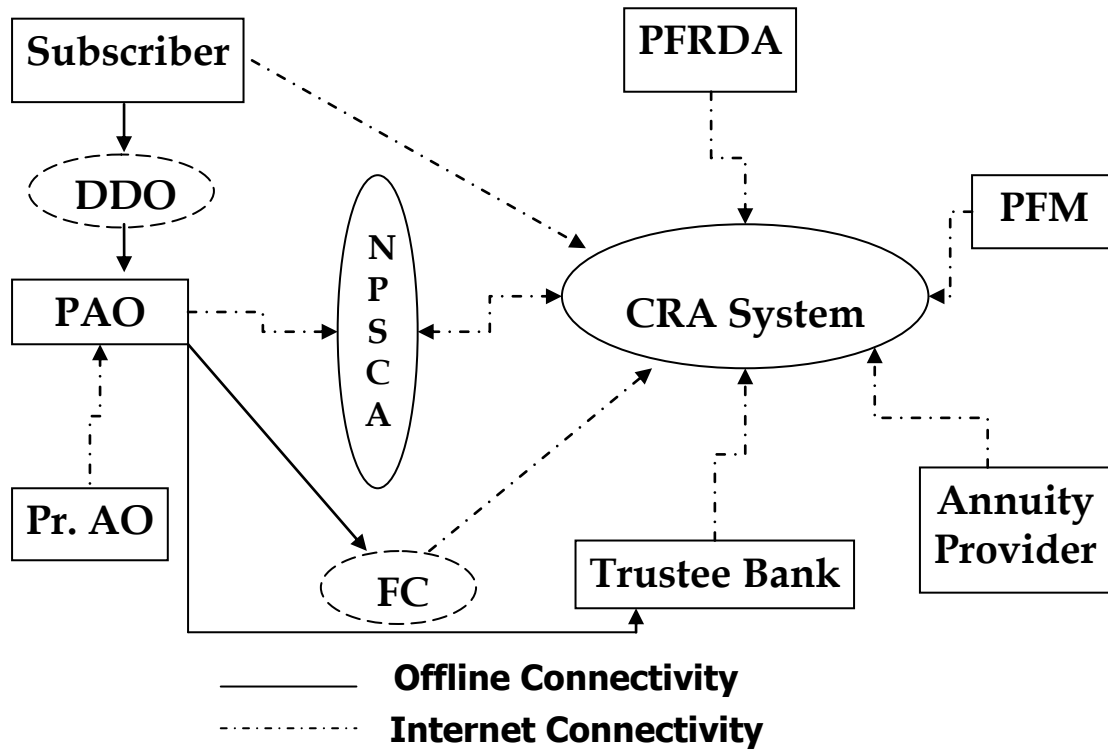 Subscriber
PFRDA
DDO
PFM
N
P
S
C
A
PAO
CRA System
Pr. AO
Annuity
Provider
FC
Trustee Bank
Offline Connectivity
Internet Connectivity